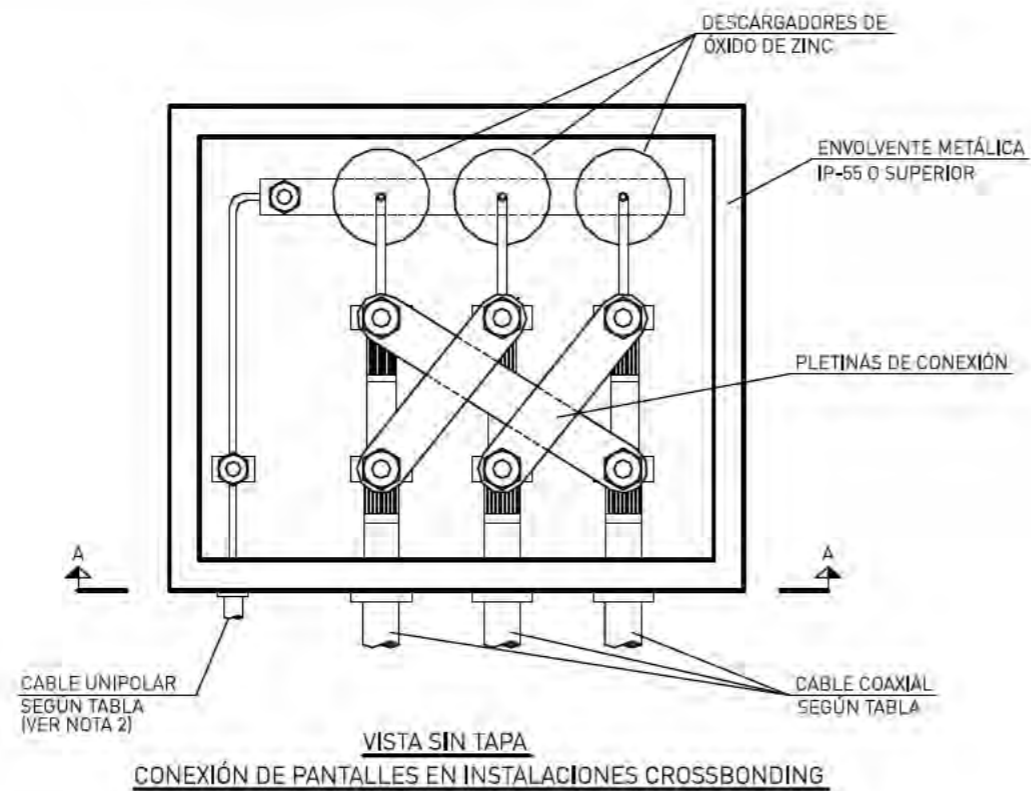 DESCARGADORES DE
ÓXIDO DE ZINC
ENVOLVENTE METÁLICA
IP-55 O SUPERIOR
PLETINAS DE CONEXIÓN
A
A
CABLE UNIPOLAR
SEGÚN TABLA
(VER NOTA 2)
CABLE COAXIAL
SEGÚN TABLA
VISTA SIN TAPA
CONEXIÓN DE PANTALLES EN INSTALACIONES CROSSBONDING